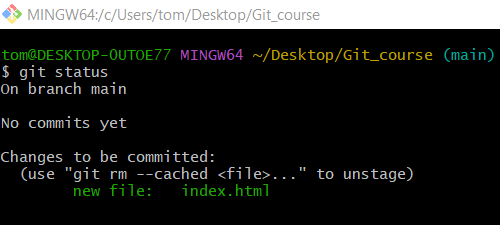 MINGW64:/c/Users/tom/Desktop/Git_course
tom@DESKTOP-OUTOE77 MINGW64 ~/Desktop/Git_course (main)
$ git status
On branch main
No commits yet
Changes to be committed:
(use "git rm --cached <file>..." to unstage)
new file:   index.html